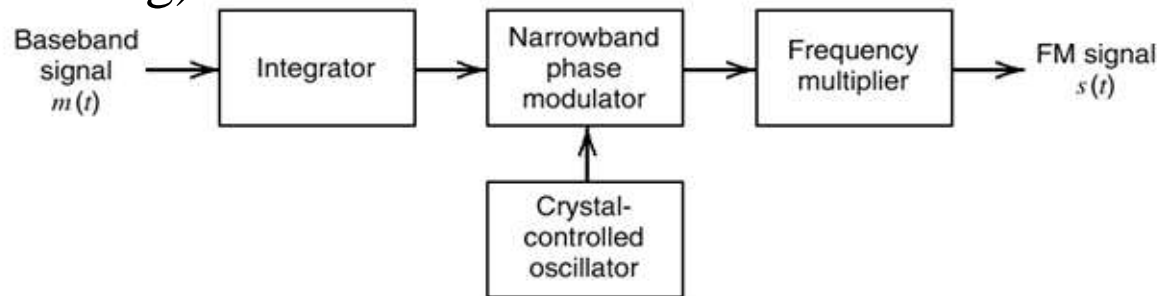 Baseband
signal
m(t)
Integrator
Narrowband
phase
modulator
Frequency
multiplier
FM signal
s(t)
Crystal-
controlled
oscillator